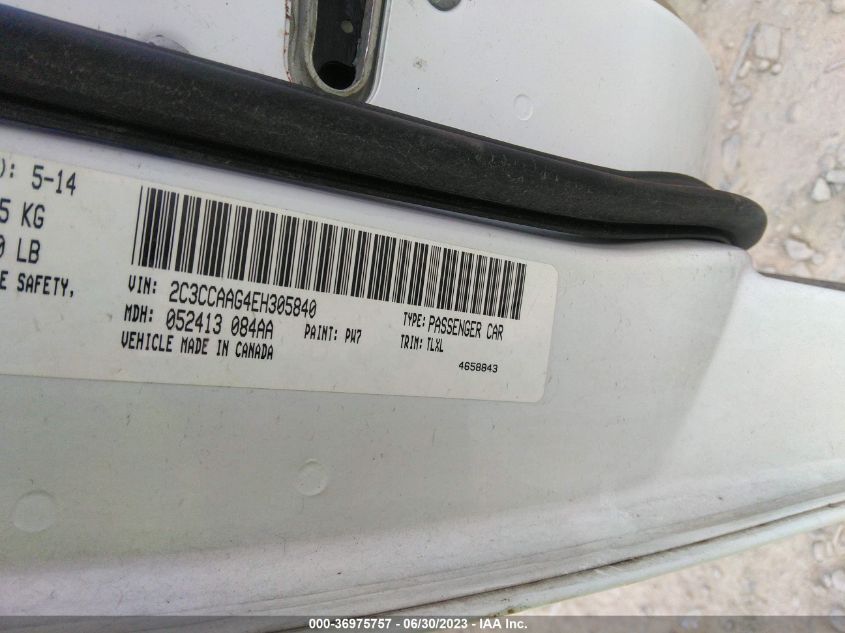 ): 5-14
5 KG
0 LB
E SAFETY,
VIN: 2C3CCAAG4EH305840
MDH: 052413 084AA
PAINT: PW7
VEHICLE MADE IN CANADA
TYPE: PASSENGER CAR
TRIM: TLXL
4658843
000-36975757 - 06/30/2023 - © IAA, Inc.